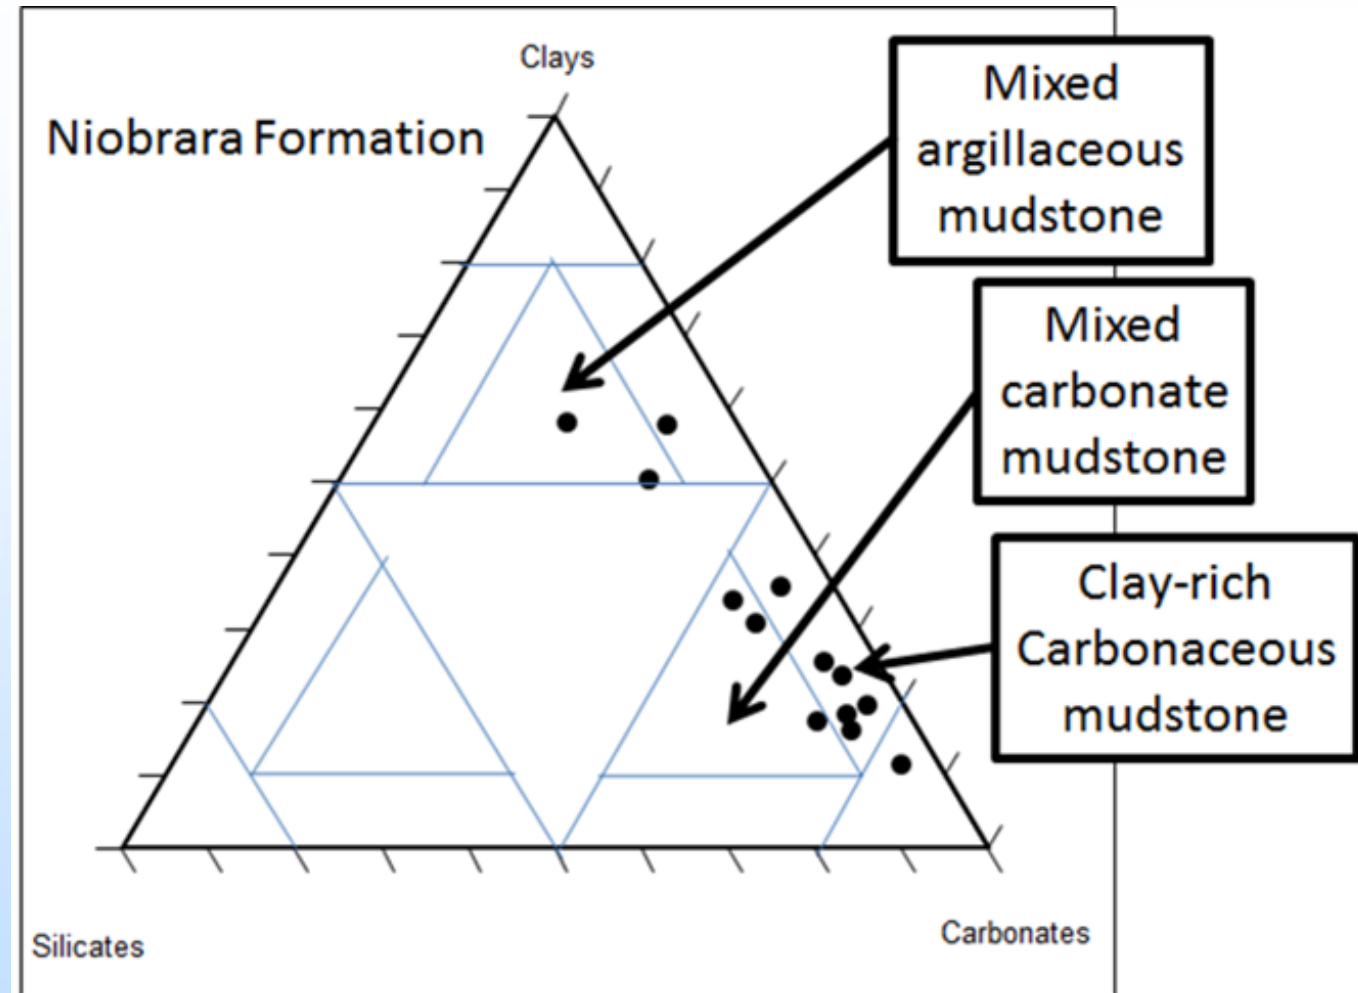 Clays
Niobrara Formation
Mixed
argillaceous
mudstone
Mixed
carbonate
mudstone
Clay-rich
Carbonaceous
mudstone
Silicates
Carbonates